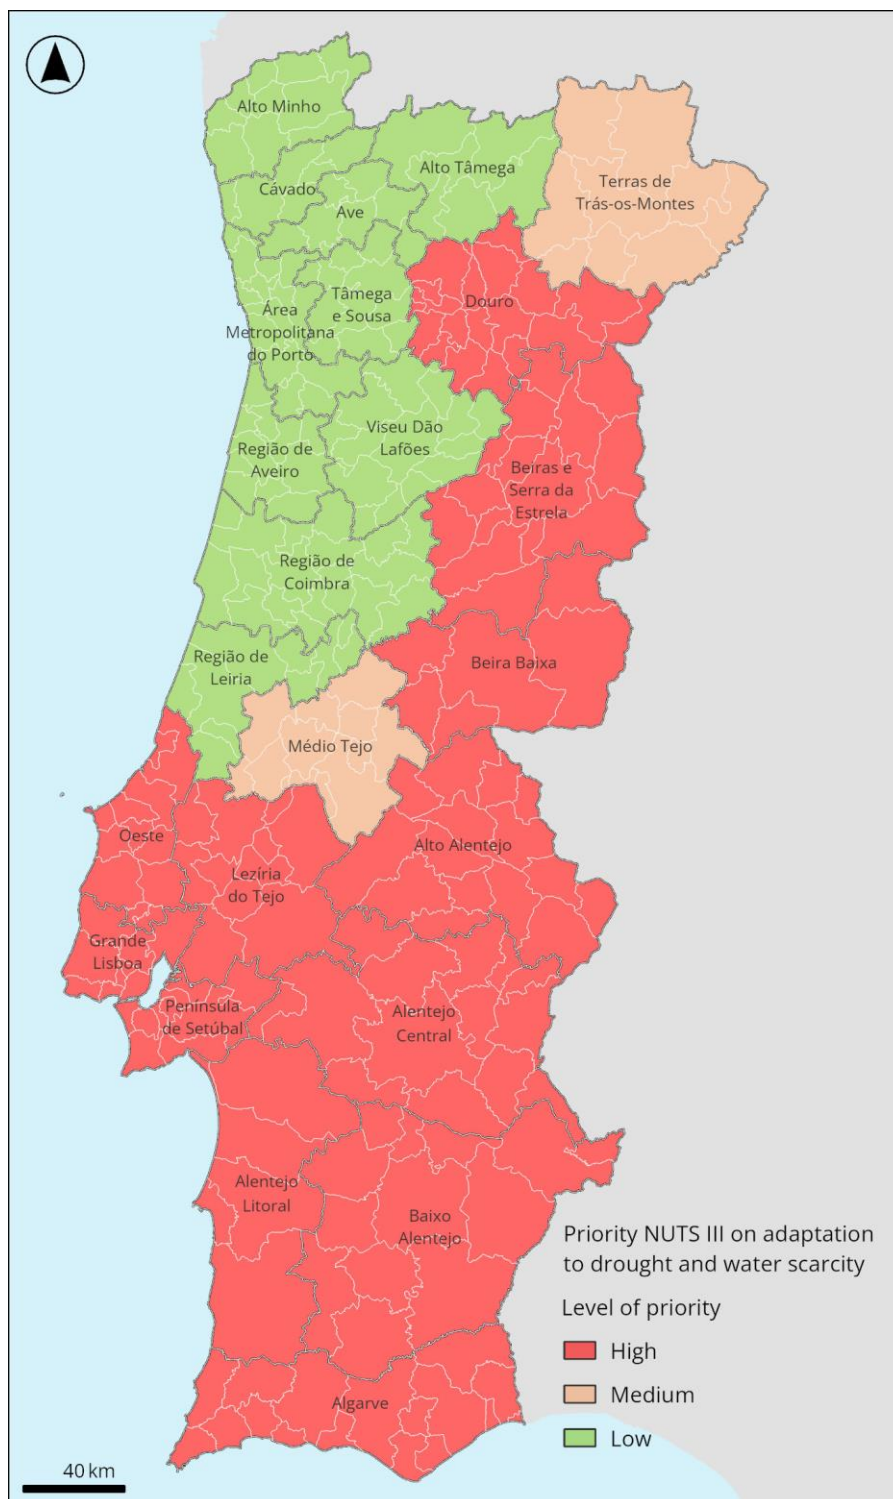 Alto Minho
Alto Tâmega
Terras de
Trás-os-Montes
Cávado
Ave
Tâmega
e Sousa
Douro
Área
Metropolitana
do Porto
Viseu Dão
Lafões
Região de
Aveiro
Beiras e
Serra da
Estrela
Região de
Coimbra
Região de
Leiria
Beira Baixa
Médio Tejo
Oeste
Alto Alentejo
Lezíria
do Tejo
Grande
Lisboa
Península
de Setúbal
Alentejo
Central
Alentejo
Litoral
Baixo
Alentejo
Algarve
Priority NUTS III on adaptation
to drought and water scarcity
Level of priority
High
Medium
Low
40 km